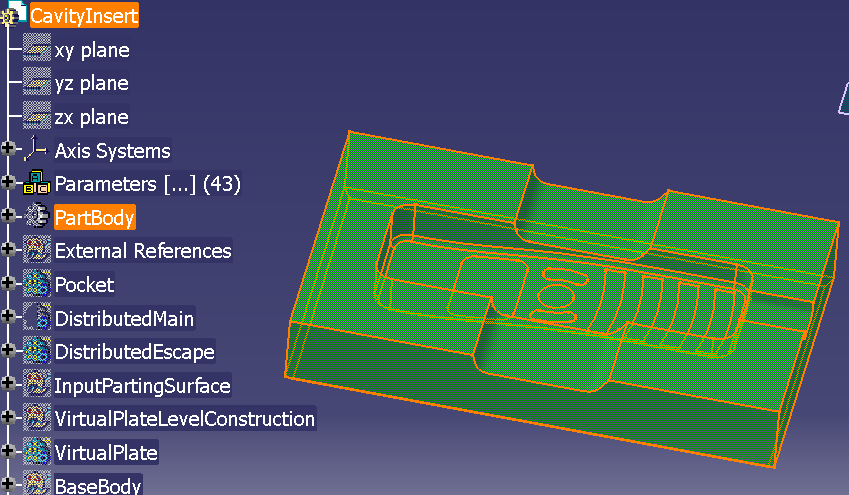 CavityInsert
xy plane
yz plane
zx plane
Axis Systems
Parameters [...] (43)
PartBody
External References
Pocket
DistributedMain
DistributedEscape
InputPartingSurface
VirtualPlateLevelConstruction
VirtualPlate
BaseBody